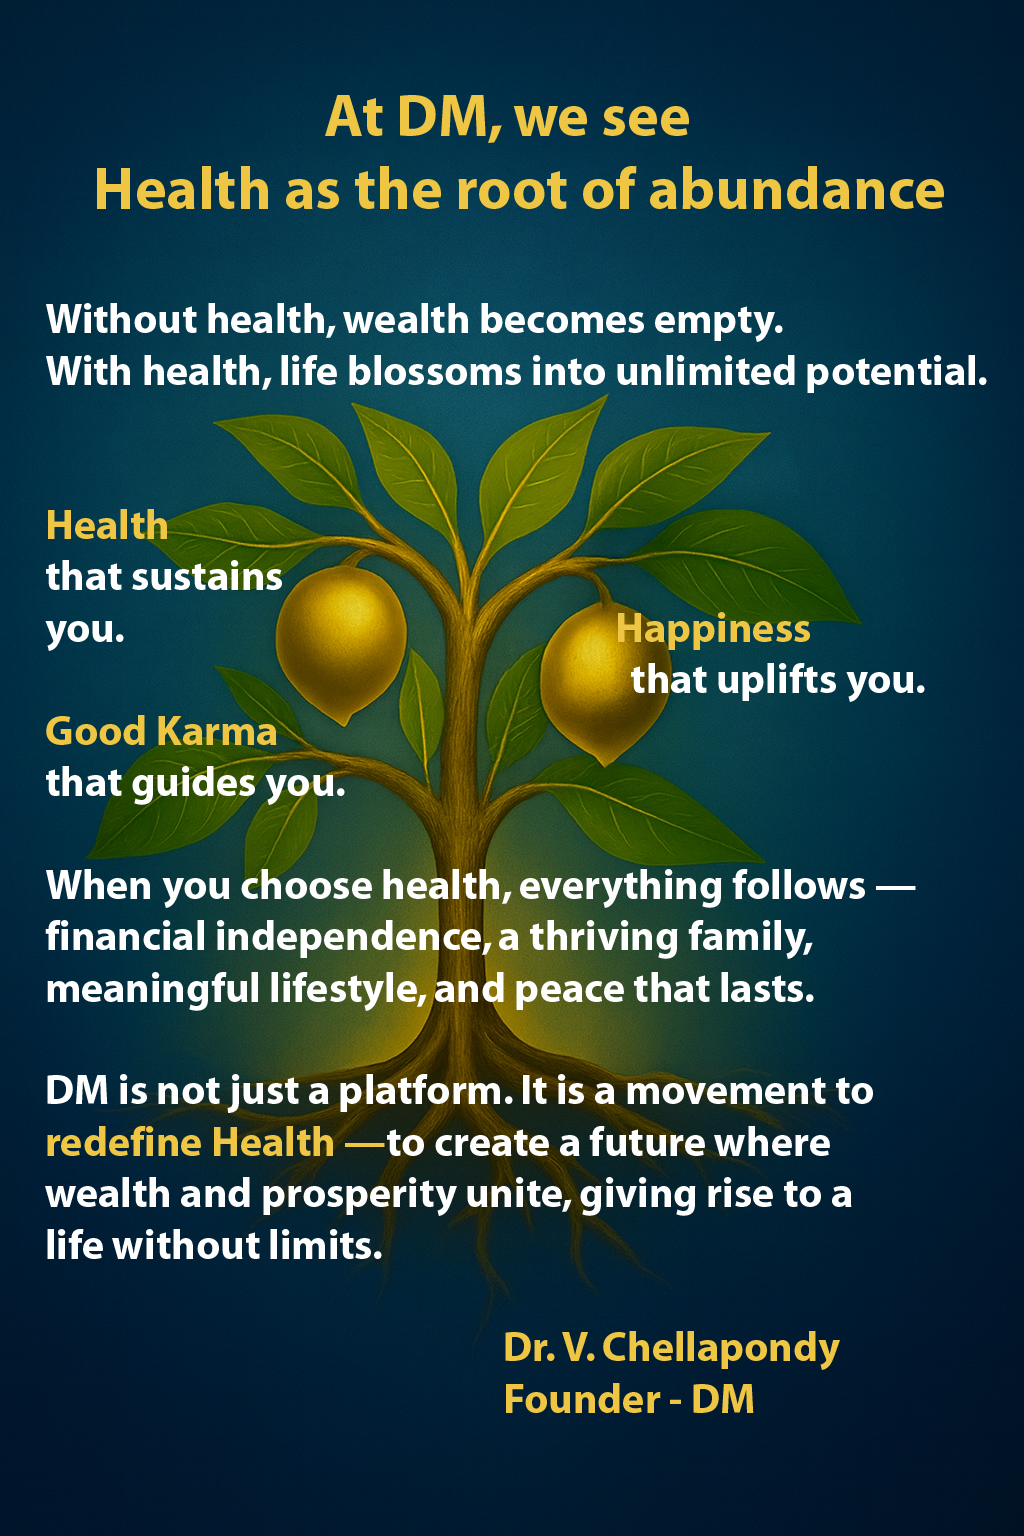 At DM, we see
Health as the root of abundance
Without health, wealth becomes empty.
With health, life blossoms into unlimited potential.
Health
that sustains
you.
Happiness
that uplifts you.
Good Karma
that guides you.
When you choose health, everything follows —
financial independence, a thriving family,
meaningful lifestyle, and peace that lasts.
DM is not just a platform. It is a movement to
redefine Health —to create a future where
wealth and prosperity unite, giving rise to a
life without limits.
Dr. V. Chellapondy
Founder - DM